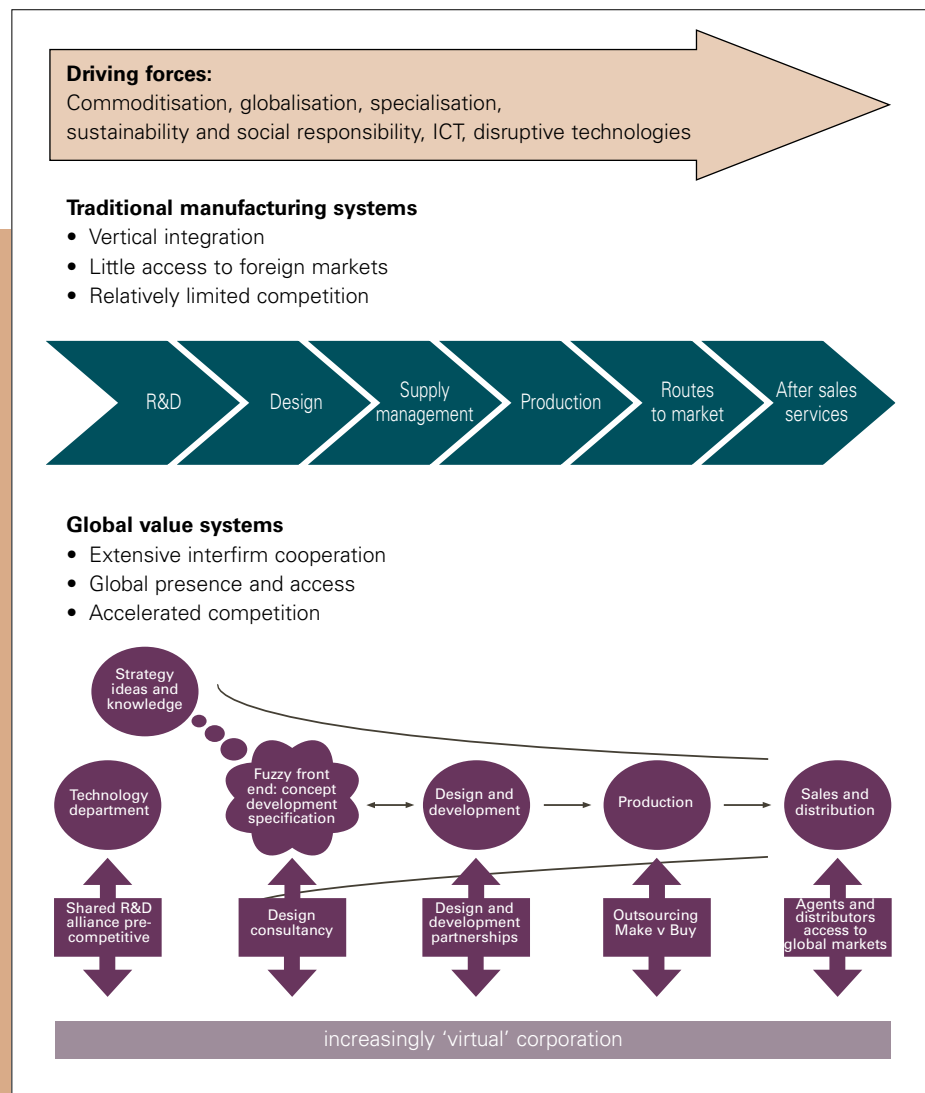 Driving forces:
Commoditisation, globalisation, specialisation,
sustainability and social responsibility, ICT, disruptive technologies
Traditional manufacturing systems
• Vertical integration
• Little access to foreign markets
• Relatively limited competition
R&D
Design
Supply
management
Production
Routes
to market
After sales
services
Global value systems
• Extensive interfirm cooperation
• Global presence and access
• Accelerated competition
Strategy
ideas and
knowledge
Technology
department
Fuzzy front
end: concept
development
specification
Design and
development
Production
Sales and
distribution
Shared R&D
alliance pre-
competitive
Design
consultancy
Design and
development
partnerships
Outsourcing
Make v Buy
Agents and
distributors
access to
global markets
increasingly ‘virtual’ corporation